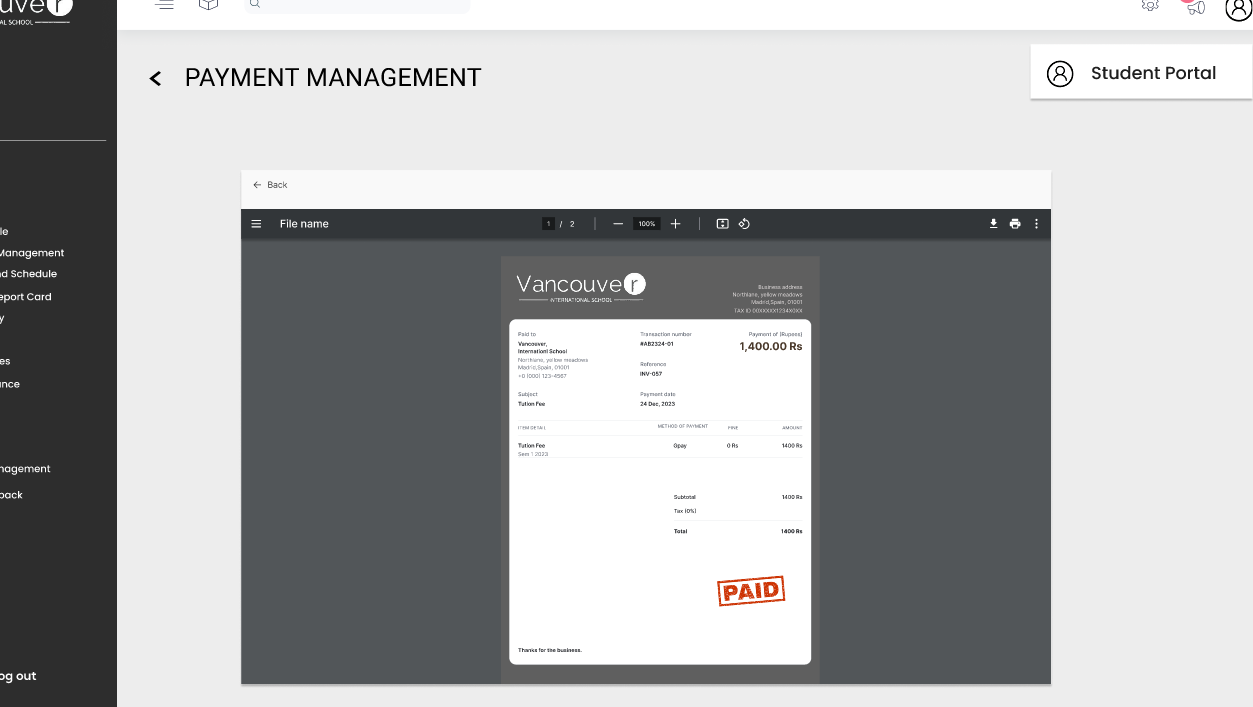 uver
AL SCHOOL
PAYMENT MANAGEMENT
Student Portal
le
Management
nd Schedule
eport Card
y
es
ance
nagement
back
og out
Back
File name
1 / 2
100%
Vancouver
INTERNATIONAL SCHOOL
Business address
Northlane, yellow meadows
Madrid,Spain, 01001
TAX ID 00XXXXX1234X0XX
Paid to
Vancouver,
Internationl School
Northlane, yellow meadows
Madrid,Spain, 01001
+0 (000) 123-4567
Transaction number
#AB2324-01
Payment of (Rupees)
1,400.00 Rs
Reference
INV-057
Subject
Tution Fee
Payment date
24 Dec, 2023
ITEM DETAIL METHOD OF PAYMENT FINE AMOUNT
Tution Fee Gpay 0 Rs 1400 Rs
Sem 1 2023
Subtotal 1400 Rs
Tax (0%)
Total 1400 Rs
PAID
Thanks for the business.